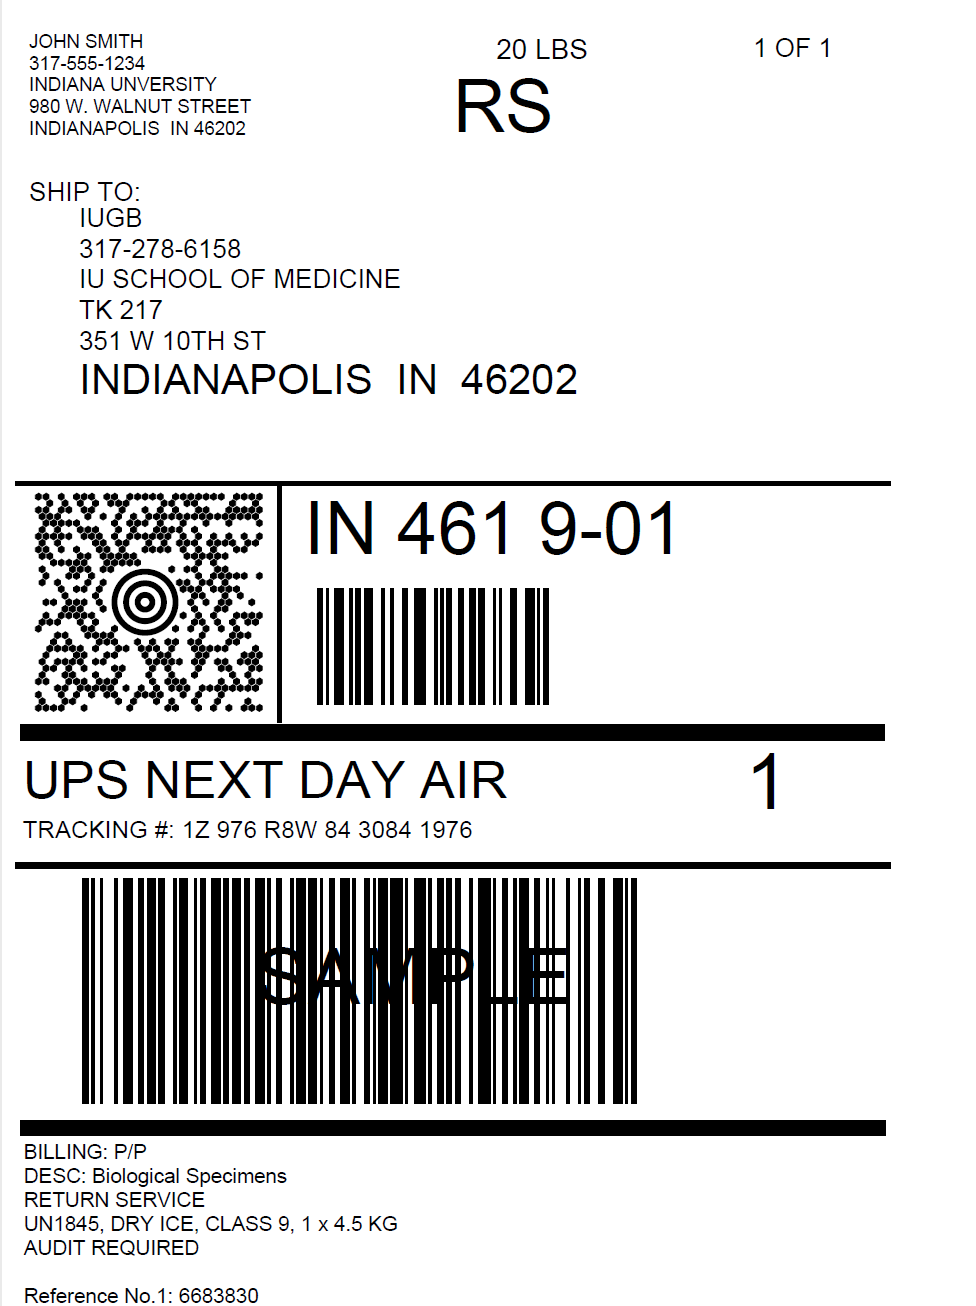 JOHN SMITH
317-555-1234
INDIANA UNVERSITY
980 W. WALNUT STREET
INDIANAPOLIS  IN 46202
20 LBS
1 OF 1
RS
SHIP TO:
IUGB
317-278-6158
IU SCHOOL OF MEDICINE
TK 217
351 W 10TH ST
INDIANAPOLIS  IN  46202
IN 461 9-01
UPS NEXT DAY AIR
1
TRACKING #: 1Z 976 R8W 84 3084 1976
SAMPLE
BILLING: P/P
DESC: Biological Specimens
RETURN SERVICE
UN1845, DRY ICE, CLASS 9, 1 x 4.5 KG
AUDIT REQUIRED
Reference No.1: 6683830